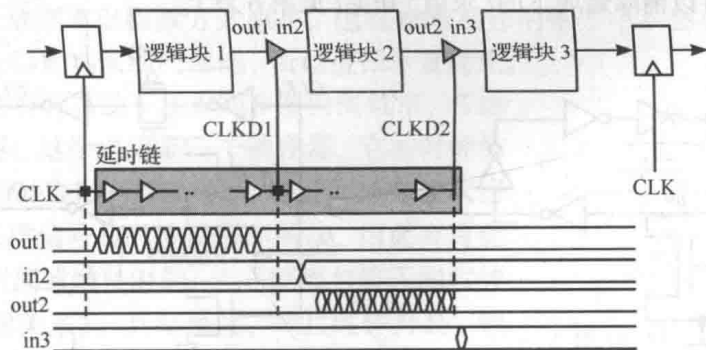 out1 in2
out2 in3
逻辑块 1
逻辑块 2
逻辑块 3
CLKD1
CLKD2
延时链
CLK
CLK
out1
in2
out2
in3